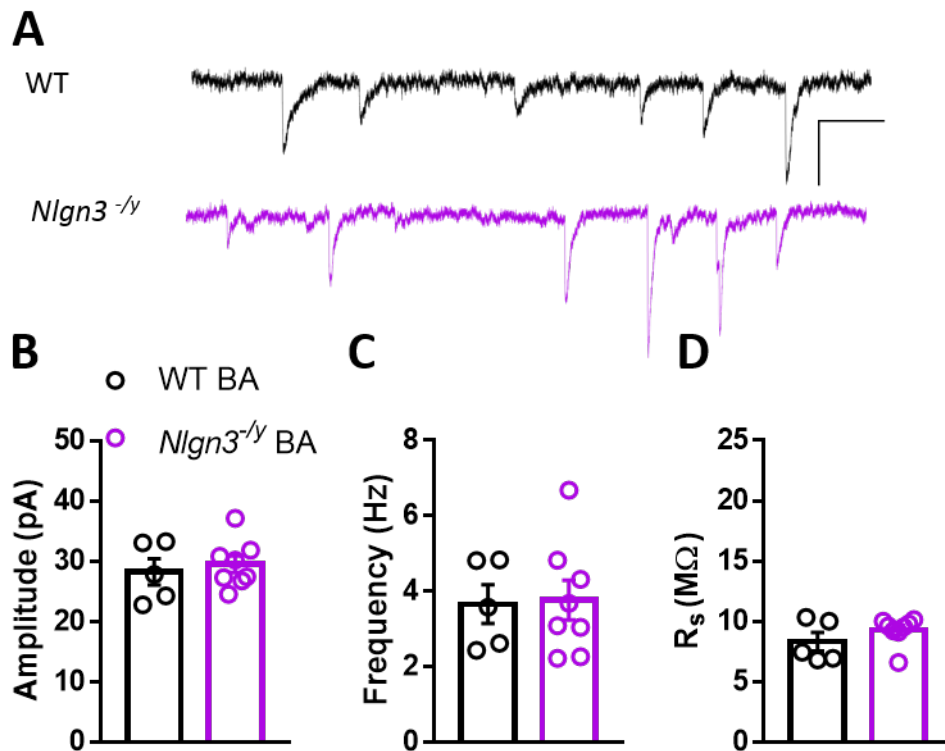 A
WT
Nlgn3 -/y
B
WT BA
Nlgn3-/y BA
Amplitude (pA)
50
40
30
20
10
0
C
Frequency (Hz)
8
6
4
2
0
D
Rs (MΩ)
25
20
15
10
5
0